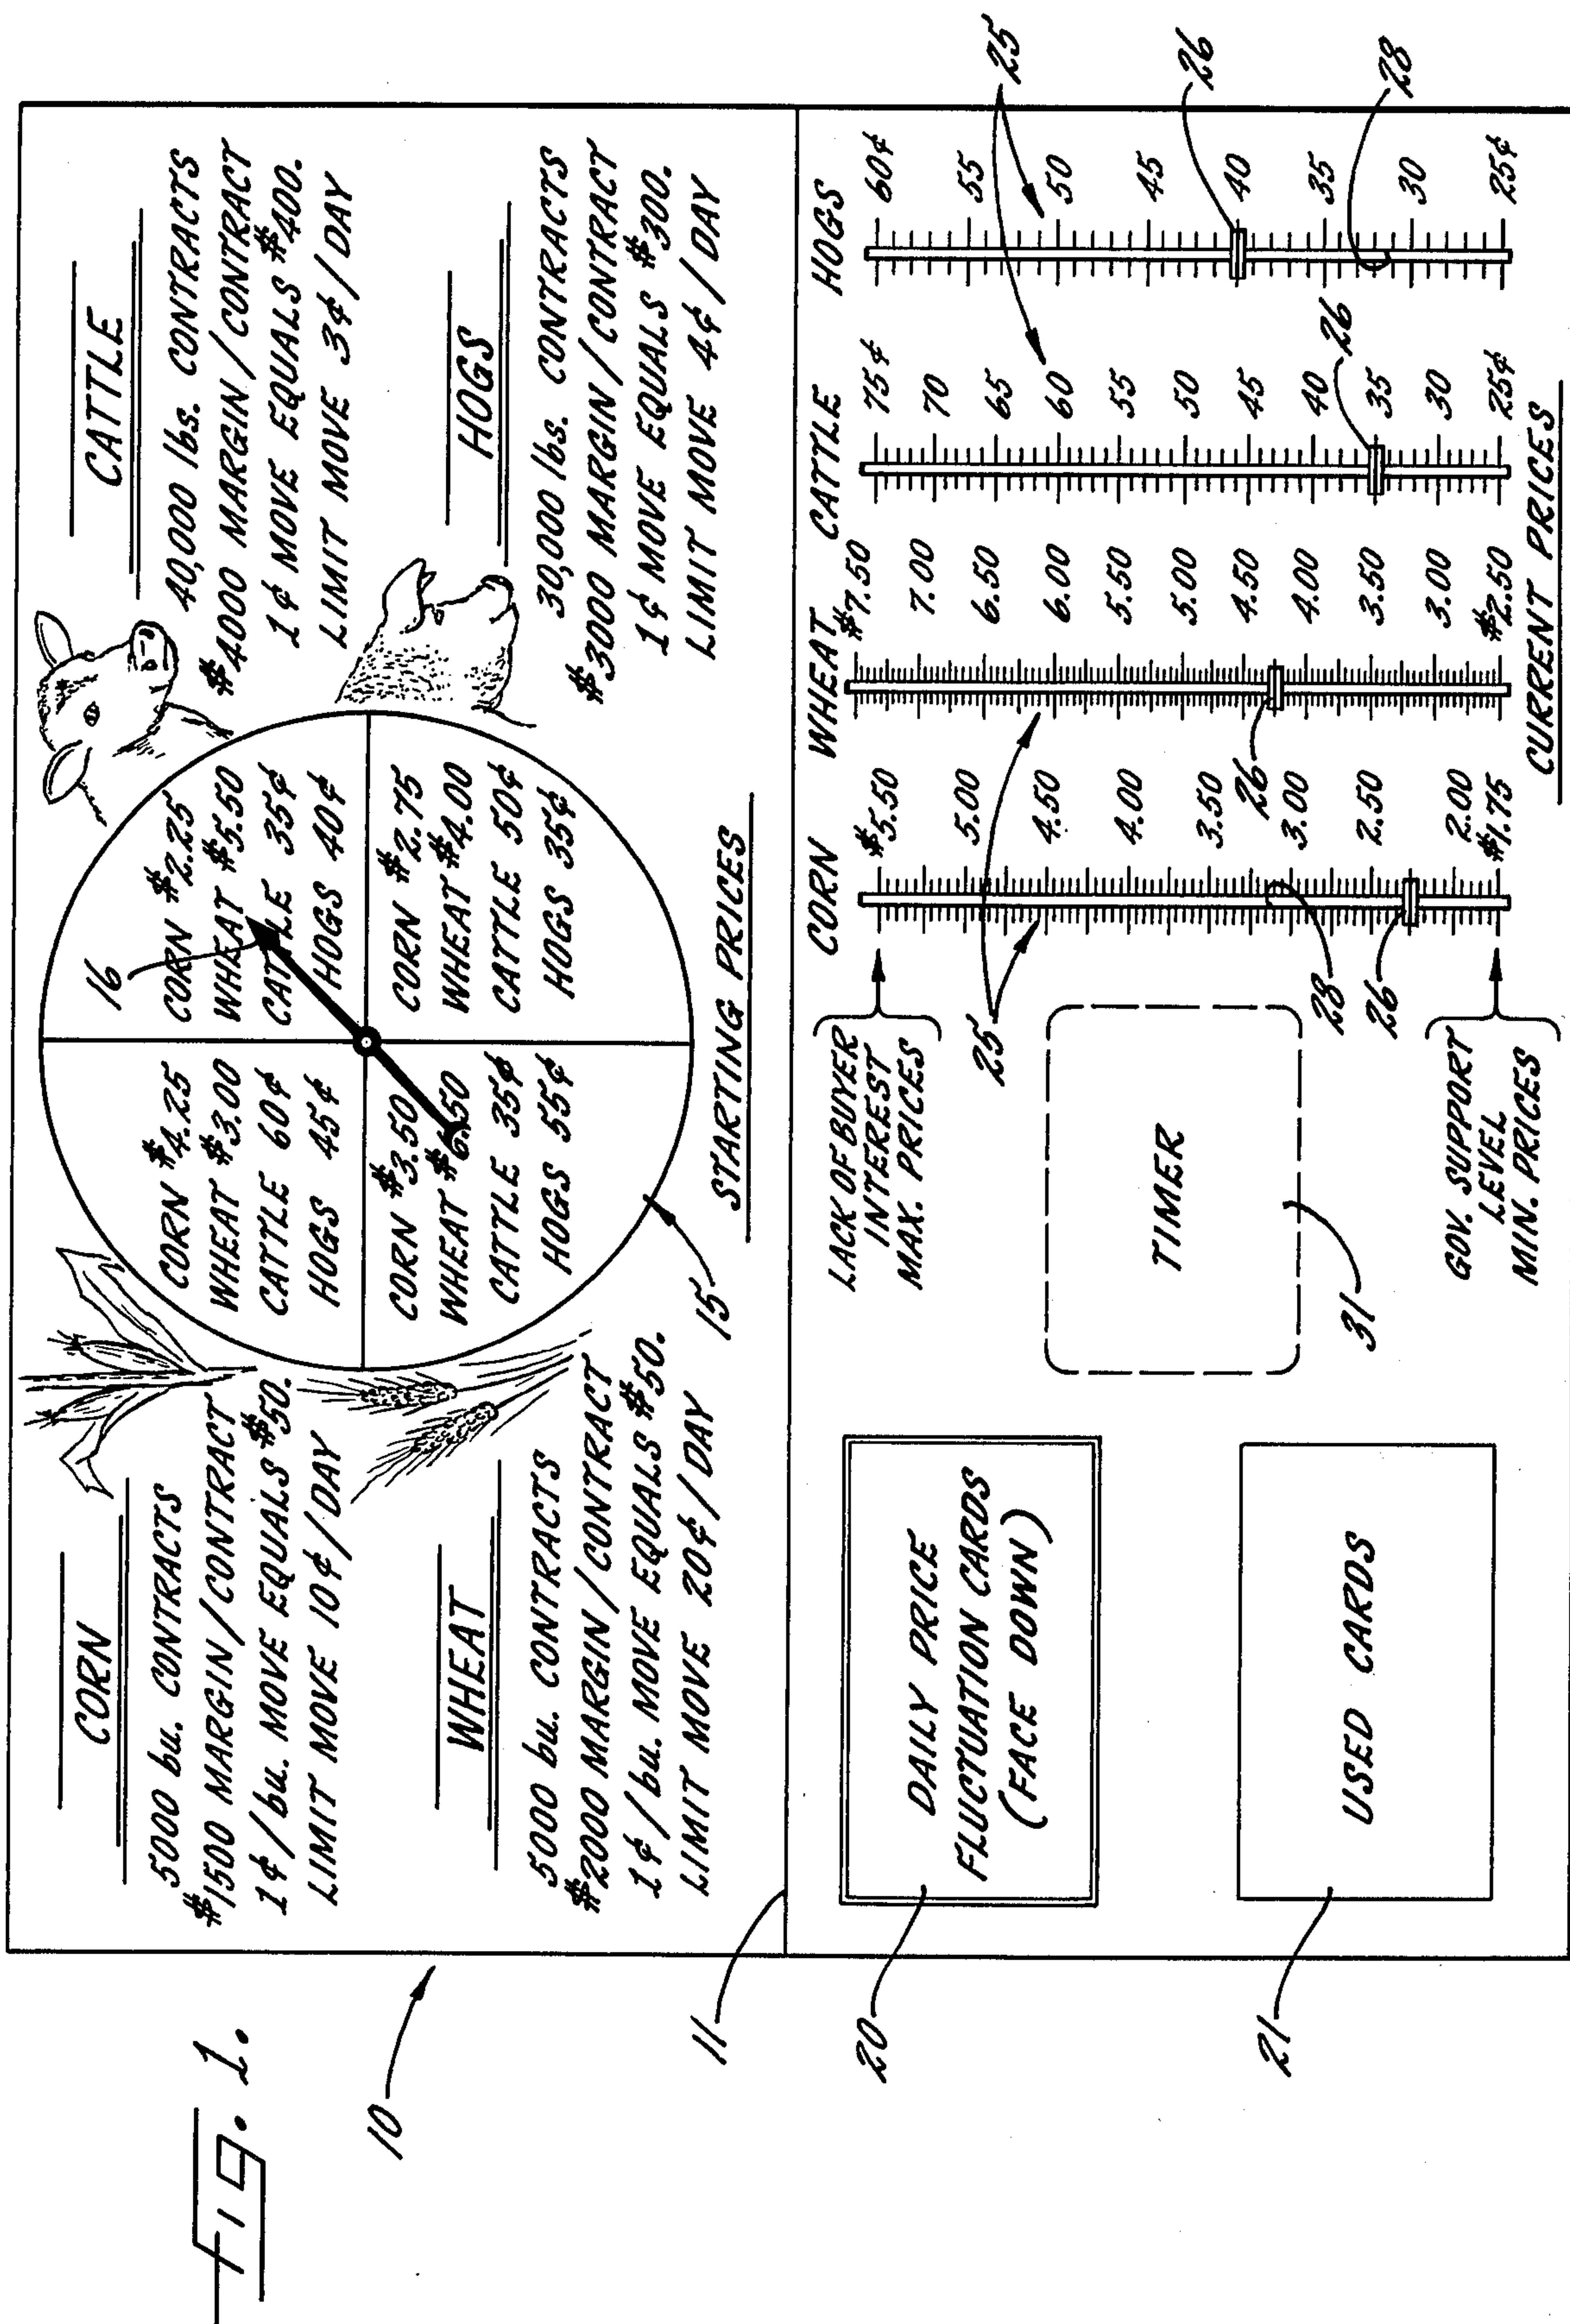 Fig. 1.
10
11
CORN
5000 bu. CONTRACTS
$1500 MARGIN/CONTRACT
1¢/bu. MOVE EQUALS $50.
LIMIT MOVE 10¢/DAY
WHEAT
5000 bu. CONTRACTS
$2000 MARGIN/CONTRACT
1¢/bu. MOVE EQUALS $50.
LIMIT MOVE 20¢/DAY
15
CORN $4.25
WHEAT $3.00
CATTLE 60¢
HOGS 45¢
16
CORN $2.25
WHEAT $5.50
CATTLE 35¢
HOGS 40¢
CORN $3.50
WHEAT $6.50
CATTLE 35¢
HOGS 55¢
CORN $2.75
WHEAT $4.00
CATTLE 50¢
HOGS 35¢
STARTING PRICES
CATTLE
40,000 lbs. CONTRACTS
$4000 MARGIN/CONTRACT
1¢ MOVE EQUALS $400.
LIMIT MOVE 3¢/DAY
HOGS
30,000 lbs. CONTRACTS
$3000 MARGIN/CONTRACT
1¢ MOVE EQUALS $300.
LIMIT MOVE 4¢/DAY
20
DAILY PRICE
FLUCTUATION CARDS
(FACE DOWN)
21
USED CARDS
TIMER
31
LACK OF BUYER
INTEREST
MAX. PRICES
25
28
26
GOV. SUPPORT
LEVEL
MIN. PRICES
CORN
$5.50
5.00
4.50
4.00
3.50
3.00
2.50
2.00
$1.75
26
WHEAT
$7.50
7.00
6.50
6.00
5.50
5.00
4.50
4.00
3.50
3.00
$2.50
CATTLE
75¢
70
65
60
55
50
45
40
35
30
25¢
26
HOGS
60¢
55
50
45
40
35
30
25¢
25
26
28
CURRENT PRICES